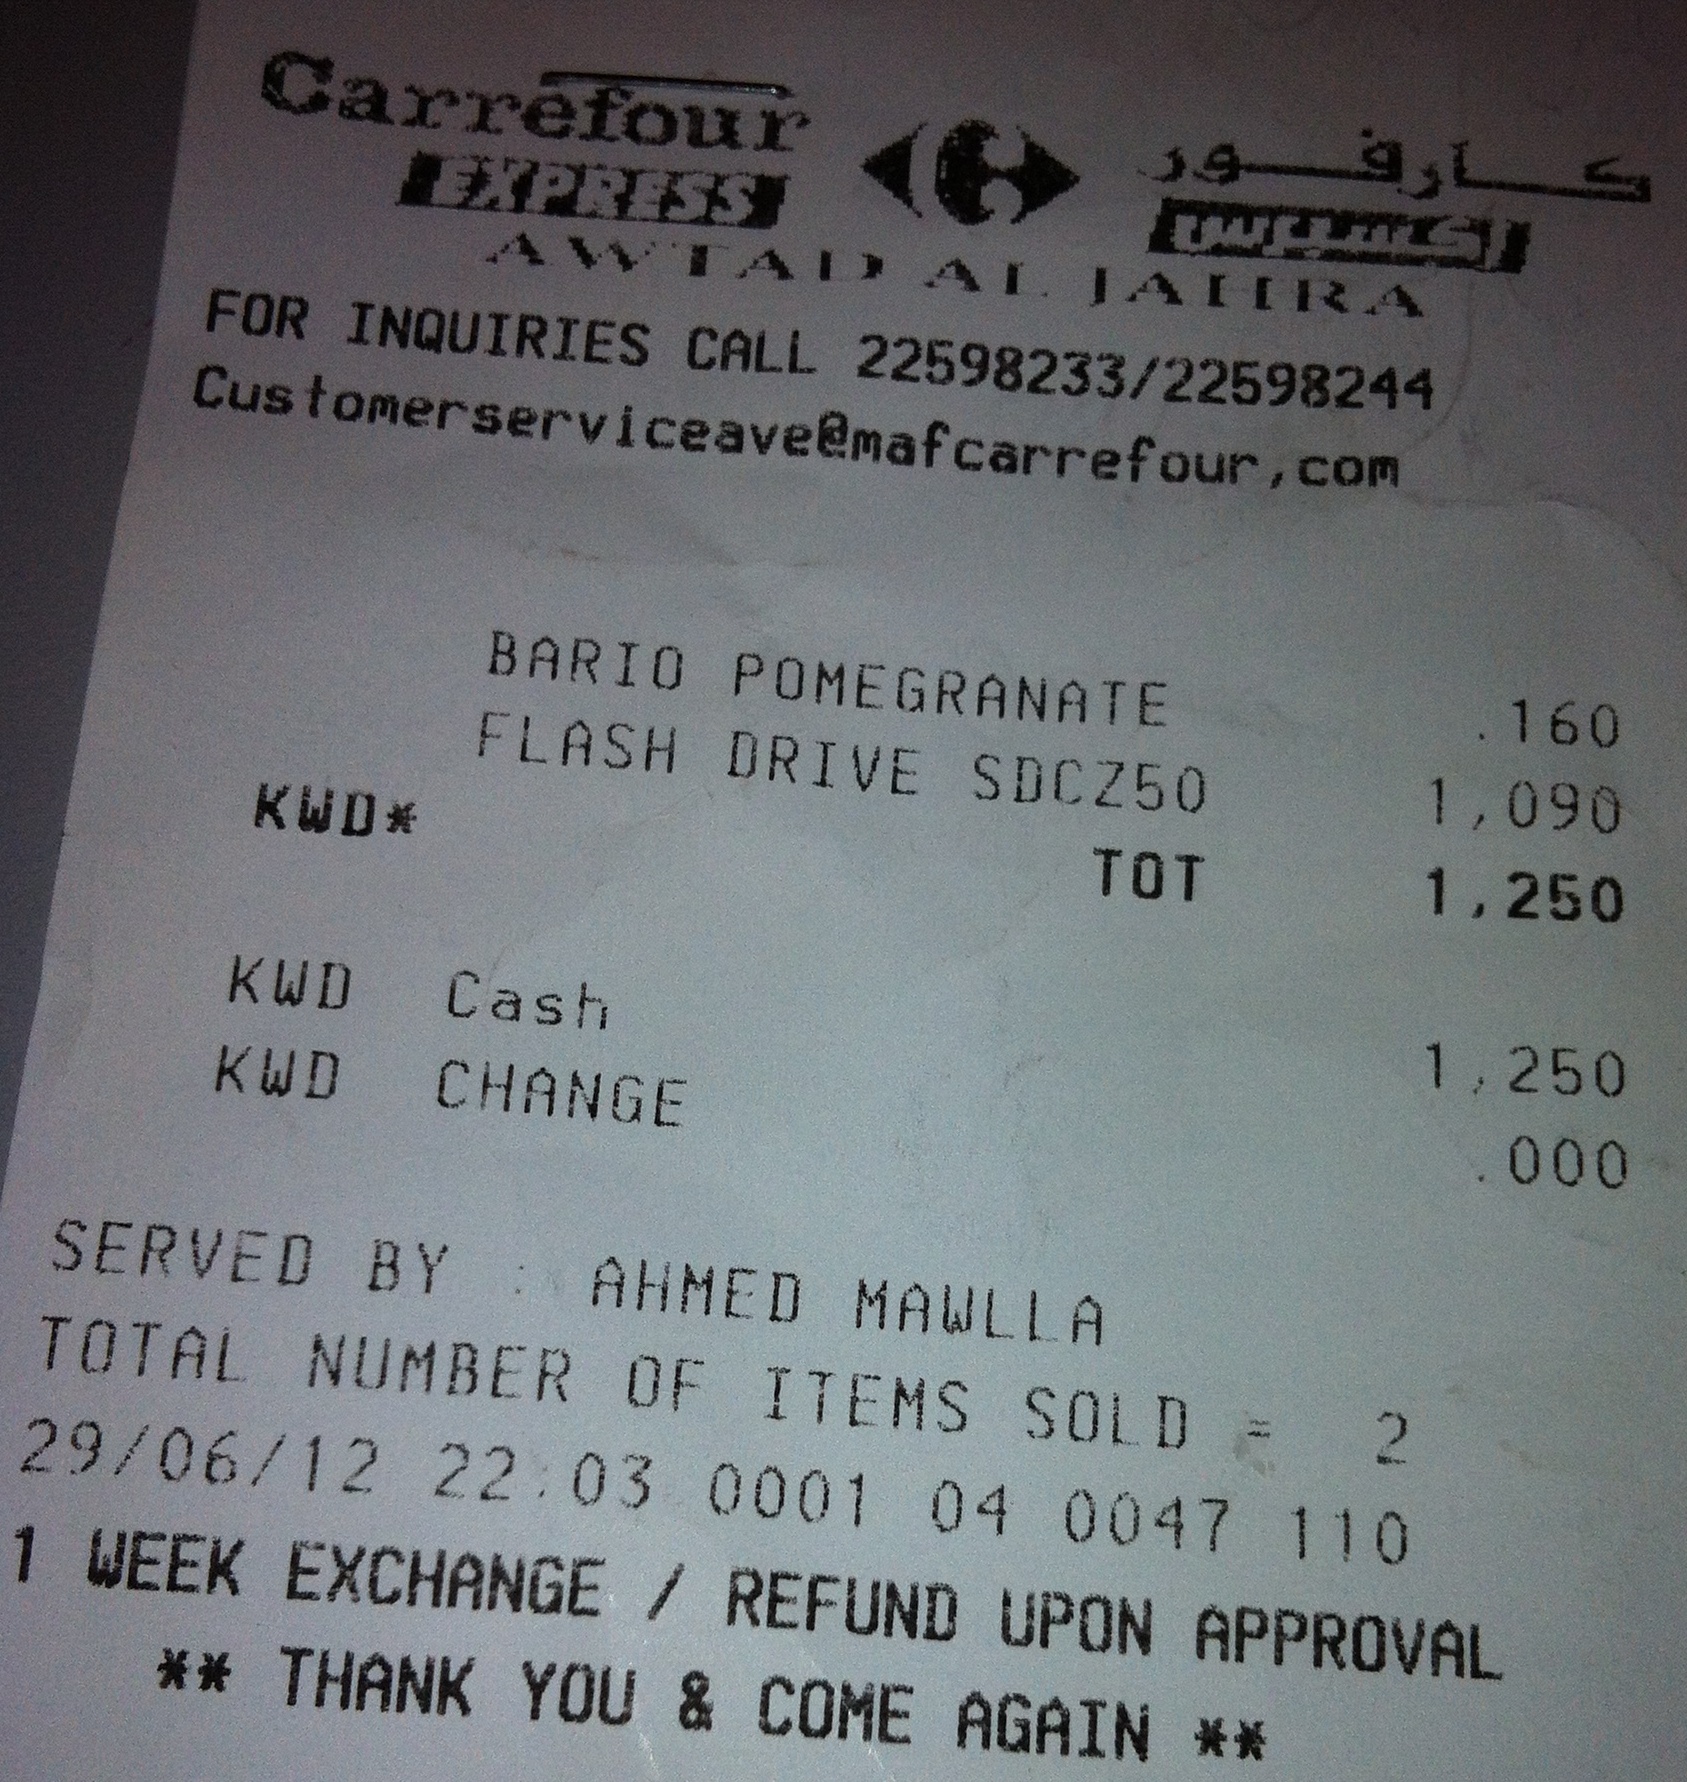 Carrefour كارفور
EXPRESS اكسبريس
AWTAD AL JAHRA
FOR INQUIRIES CALL 22598233/22598244
Customerserviceave@mafcarrefour,com
BARIO POMEGRANATE .160
FLASH DRIVE SDCZ50 1,090
KWD* TOT 1,250
KWD Cash 1,250
KWD CHANGE .000
SERVED BY : AHMED MAWLLA
TOTAL NUMBER OF ITEMS SOLD = 2
29/06/12 22:03 0001 04 0047 110
1 WEEK EXCHANGE / REFUND UPON APPROVAL
** THANK YOU & COME AGAIN **